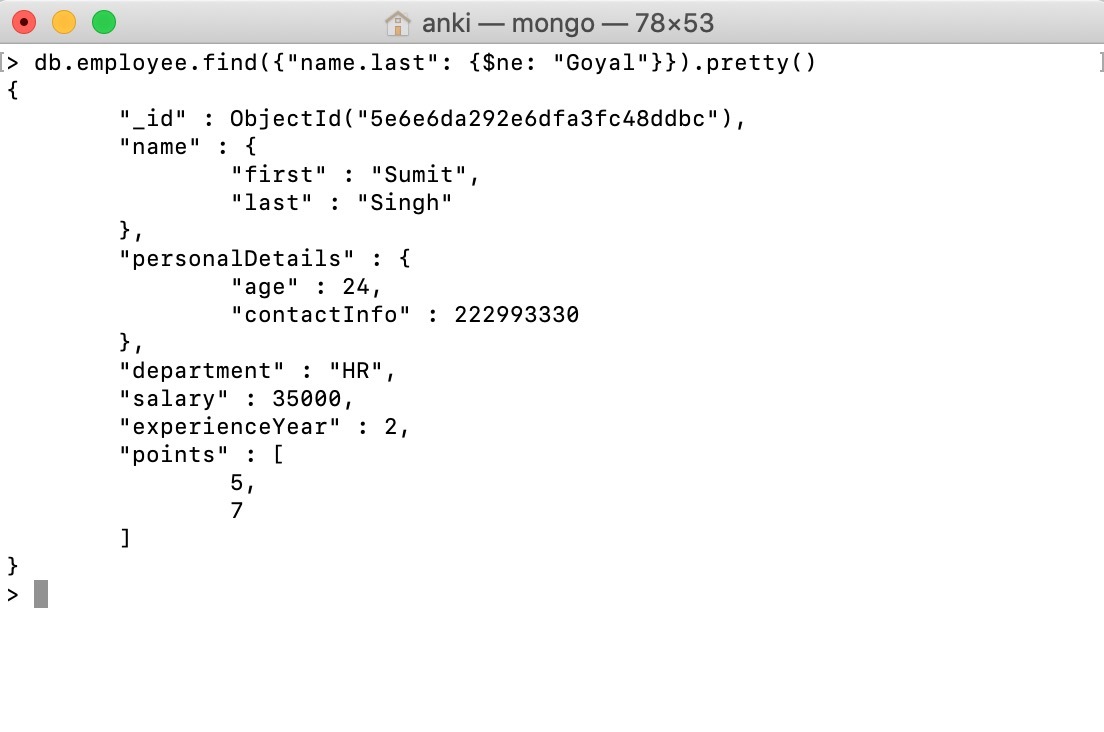 anki — mongo — 78×53
[> db.employee.find({"name.last": {$ne: "Goyal"}}).pretty() ]
{
"_id" : ObjectId("5e6e6da292e6dfa3fc48ddbc"),
"name" : {
"first" : "Sumit",
"last" : "Singh"
},
"personalDetails" : {
"age" : 24,
"contactInfo" : 222993330
},
"department" : "HR",
"salary" : 35000,
"experienceYear" : 2,
"points" : [
5,
7
]
}
>